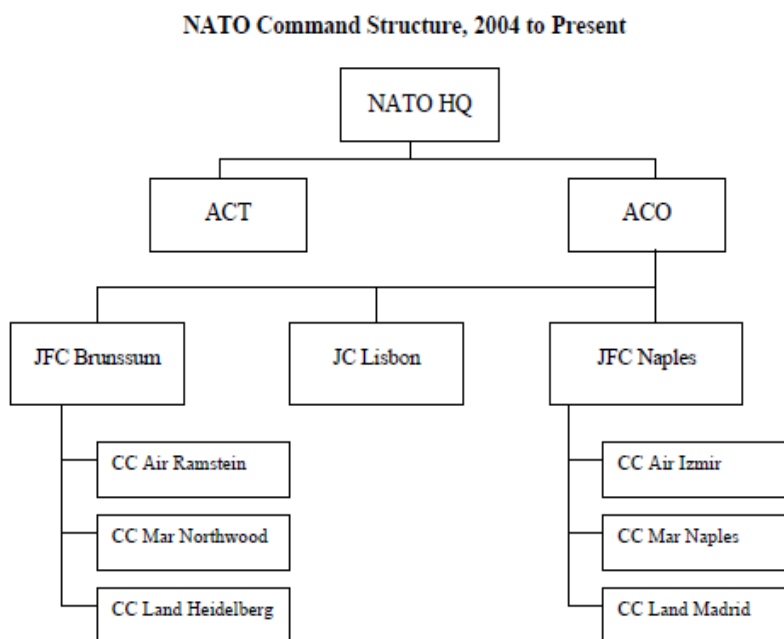 NATO Command Structure, 2004 to Present
NATO HQ
ACT
ACO
JFC Brunssum
JC Lisbon
JFC Naples
CC Air Ramstein
CC Air Izmir
CC Mar Northwood
CC Mar Naples
CC Land Heidelberg
CC Land Madrid